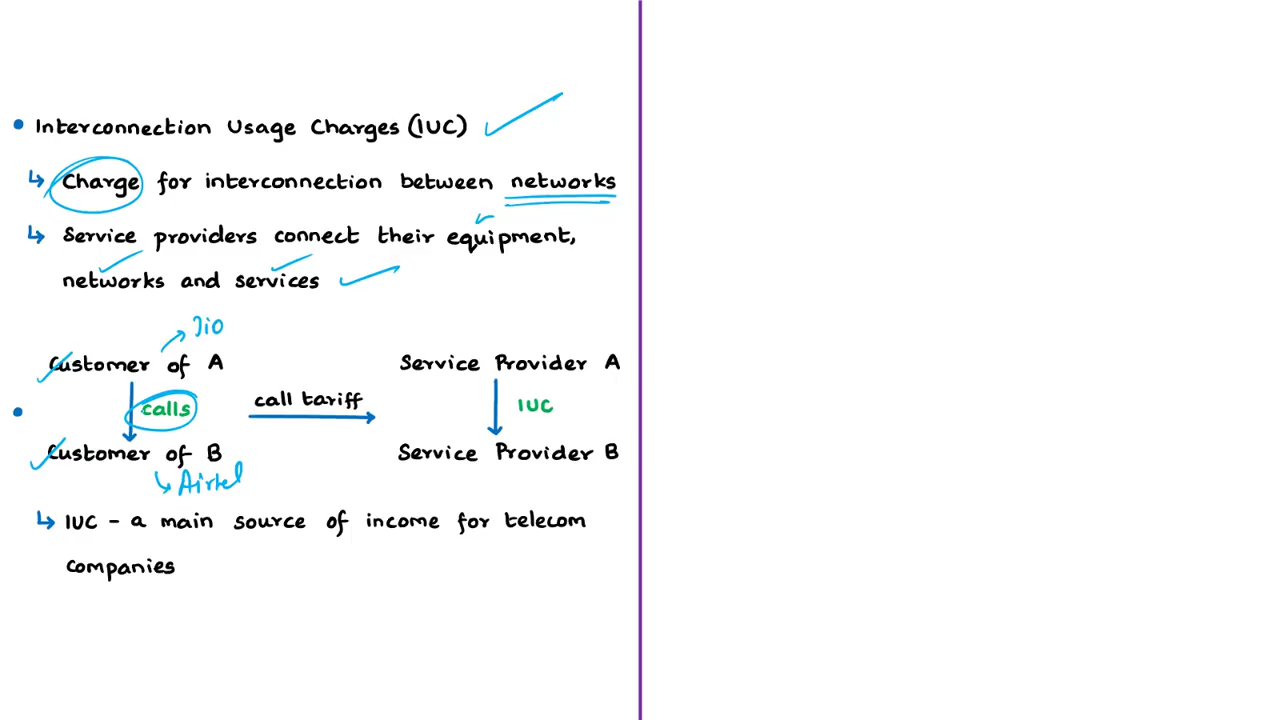 Interconnection Usage Charges (IUC)
Charge for interconnection between networks
Service providers connect their equipment,
networks and services
Jio
Customer of A Service Provider A
calls call tariff IUC
Customer of B Service Provider B
Airtel
IUC - a main source of income for telecom
companies